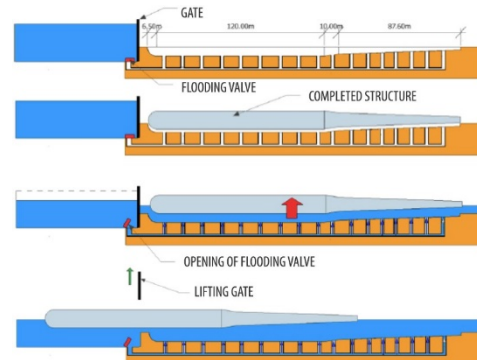 GATE
6.50m 120.00m 10.00m 87.60m
FLOODING VALVE
COMPLETED STRUCTURE
OPENING OF FLOODING VALVE
LIFTING GATE